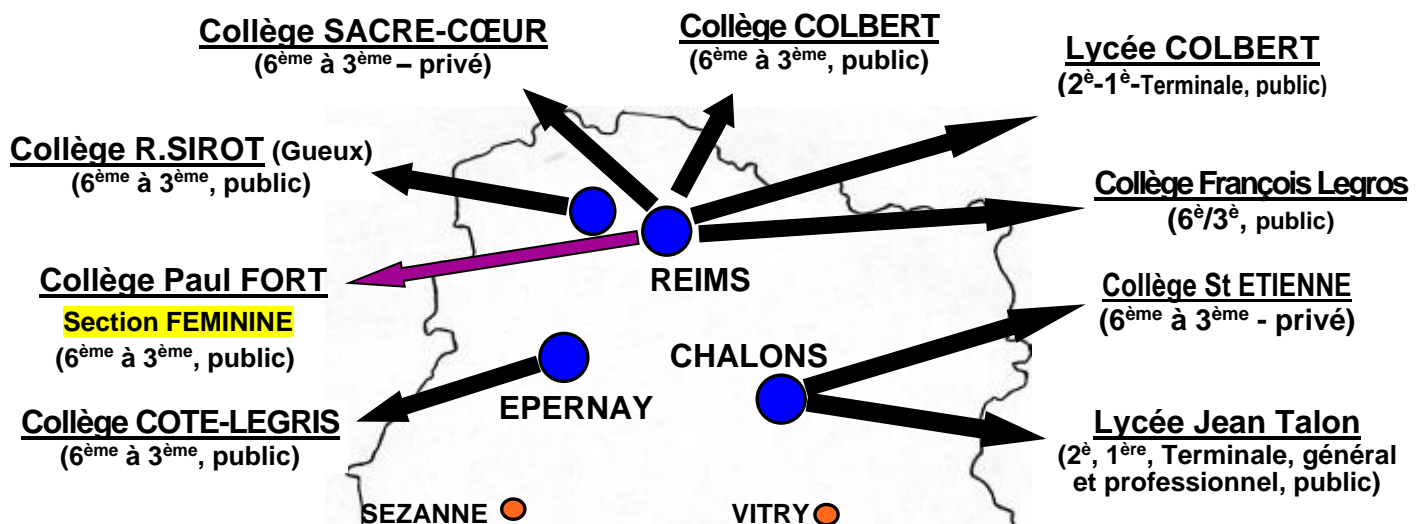 Collège SACRE-CŒUR
(6ème à 3ème – privé)
Collège COLBERT
(6ème à 3ème, public)
Lycée COLBERT
(2è-1è-Terminale, public)
Collège R.SIROT (Gueux)
(6ème à 3ème, public)
Collège François Legros
(6è/3è, public)
REIMS
Collège Paul FORT
Section FEMININE
(6ème à 3ème, public)
Collège St ETIENNE
(6ème à 3ème - privé)
CHALONS
EPERNAY
Collège COTE-LEGRIS
(6ème à 3ème, public)
Lycée Jean Talon
(2è, 1ère, Terminale, général
et professionnel, public)
SEZANNE
VITRY